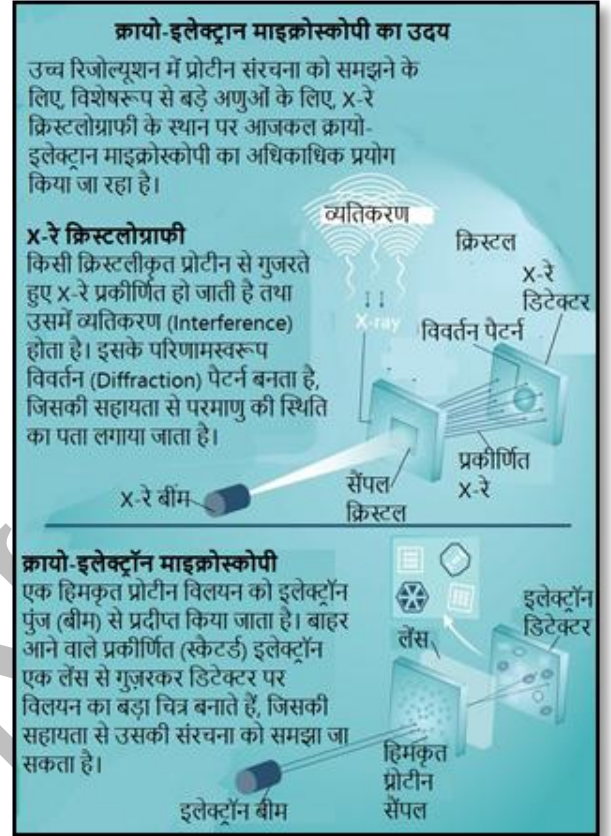 क्रायो-इलेक्ट्रान माइक्रोस्कोपी का उदय
उच्च रिजोल्यूशन में प्रोटीन संरचना को समझने के
लिए, विशेषरूप से बड़े अणुओं के लिए, X-रे
क्रिस्टलोग्राफी के स्थान पर आजकल क्रायो-
इलेक्ट्रान माइक्रोस्कोपी का अधिकाधिक प्रयोग
किया जा रहा है।
X-रे क्रिस्टलोग्राफी
किसी क्रिस्टलीकृत प्रोटीन से गुजरते
हुए X-रे प्रकीर्णित हो जाती है तथा
उसमें व्यतिकरण (Interference)
होता है। इसके परिणामस्वरूप
विवर्तन (Diffraction) पैटर्न बनता है,
जिसकी सहायता से परमाणु की स्थिति
का पता लगाया जाता है।
व्यतिकरण
क्रिस्टल
X-रे
डिटेक्टर
X-ray
विवर्तन पैटर्न
प्रकीर्णित
X-रे
सेंपल
क्रिस्टल
X-रे बीम
क्रायो-इलेक्ट्रॉन माइक्रोस्कोपी
एक हिमकृत प्रोटीन विलयन को इलेक्ट्रॉन
पुंज (बीम) से प्रदीप्त किया जाता है। बाहर
आने वाले प्रकीर्णित (स्कैटर्ड) इलेक्ट्रॉन
एक लेंस से गुज़रकर डिटेक्टर पर
विलयन का बड़ा चित्र बनाते हैं, जिसकी
सहायता से उसकी संरचना को समझा जा
सकता है।
लेंस
इलेक्ट्रॉन
डिटेक्टर
हिमकृत
प्रोटीन
सेंपल
इलेक्ट्रॉन बीम